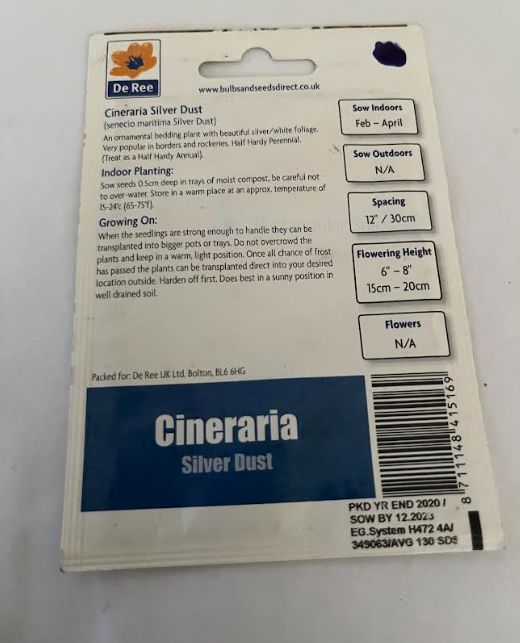 De Ree
www.bulbsandseedsdirect.co.uk
Cineraria Silver Dust
(senecio maritima Silver Dust)
An ornamental bedding plant with beautiful silver/white foliage.
Very popular in borders and rockeries. Half Hardy Perennial.
(Treat as a Half Hardy Annual).
Indoor Planting:
Sow seeds 0.5cm deep in trays of moist compost, be careful not
to over-water. Store in a warm place at an approx. temperature of
15-24°c (65-75°f).
Growing On:
When the seedlings are strong enough to handle they can be
transplanted into bigger pots or trays. Do not overcrowd the
plants and keep in a warm, light position. Once all chance of frost
has passed the plants can be transplanted direct into your desired
location outside. Harden off first. Does best in a sunny position in
well drained soil.
Sow Indoors
Feb – April
Sow Outdoors
N/A
Spacing
12" / 30cm
Flowering Height
6" – 8"
15cm – 20cm
Flowers
N/A
Packed for: De Ree UK Ltd, Bolton, BL6 6HG
Cineraria
Silver Dust
8 711148 415169
PKD YR END 2020 /
SOW BY 12.2023
EG.System H472 4A/
349063/AVG 130 SDS